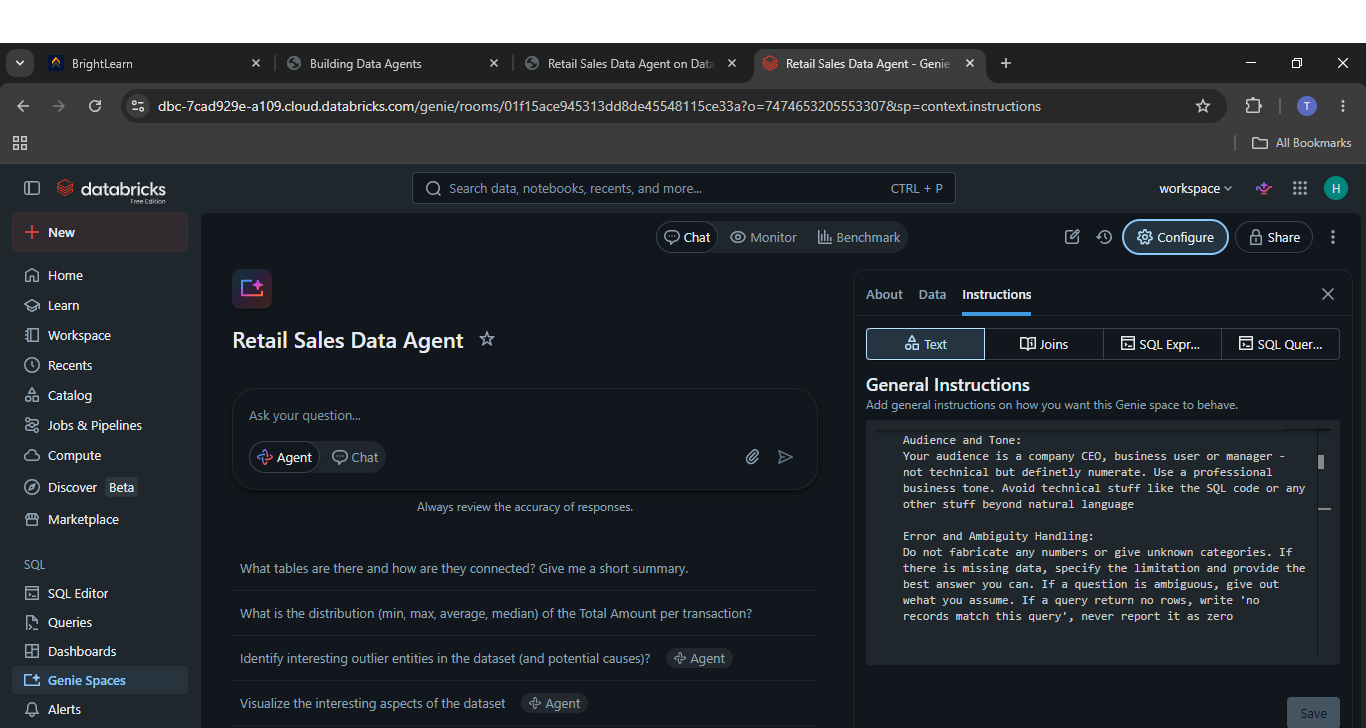 BrightLearn
Building Data Agents
Retail Sales Data Agent on Data
Retail Sales Data Agent - Genie
dbc-7cad929e-a109.cloud.databricks.com/genie/rooms/01f15ace945313dd8de45548115ce33a?o=7474653205553307&sp=context.instructions
T
All Bookmarks
databricks
Free Edition
Search data, notebooks, recents, and more...
CTRL + P
workspace
H
New
Home
Learn
Workspace
Recents
Catalog
Jobs & Pipelines
Compute
Discover Beta
Marketplace
SQL
SQL Editor
Queries
Dashboards
Genie Spaces
Alerts
Chat
Monitor
Benchmark
Configure
Share
Retail Sales Data Agent
Ask your question...
Agent
Chat
Always review the accuracy of responses.
What tables are there and how are they connected? Give me a short summary.
What is the distribution (min, max, average, median) of the Total Amount per transaction?
Identify interesting outlier entities in the dataset (and potential causes)? Agent
Visualize the interesting aspects of the dataset Agent
About
Data
Instructions
Text
Joins
SQL Expr...
SQL Quer...
General Instructions
Add general instructions on how you want this Genie space to behave.
Audience and Tone:
Your audience is a company CEO, business user or manager -
not technical but definetly numerate. Use a professional
business tone. Avoid technical stuff like the SQL code or any
other stuff beyond natural language
Error and Ambiguity Handling:
Do not fabricate any numbers or give unknown categories. If
there is missing data, specify the limitation and provide the
best answer you can. If a question is ambiguous, give out
wehat you assume. If a query return no rows, write 'no
records match this query', never report it as zero
Save